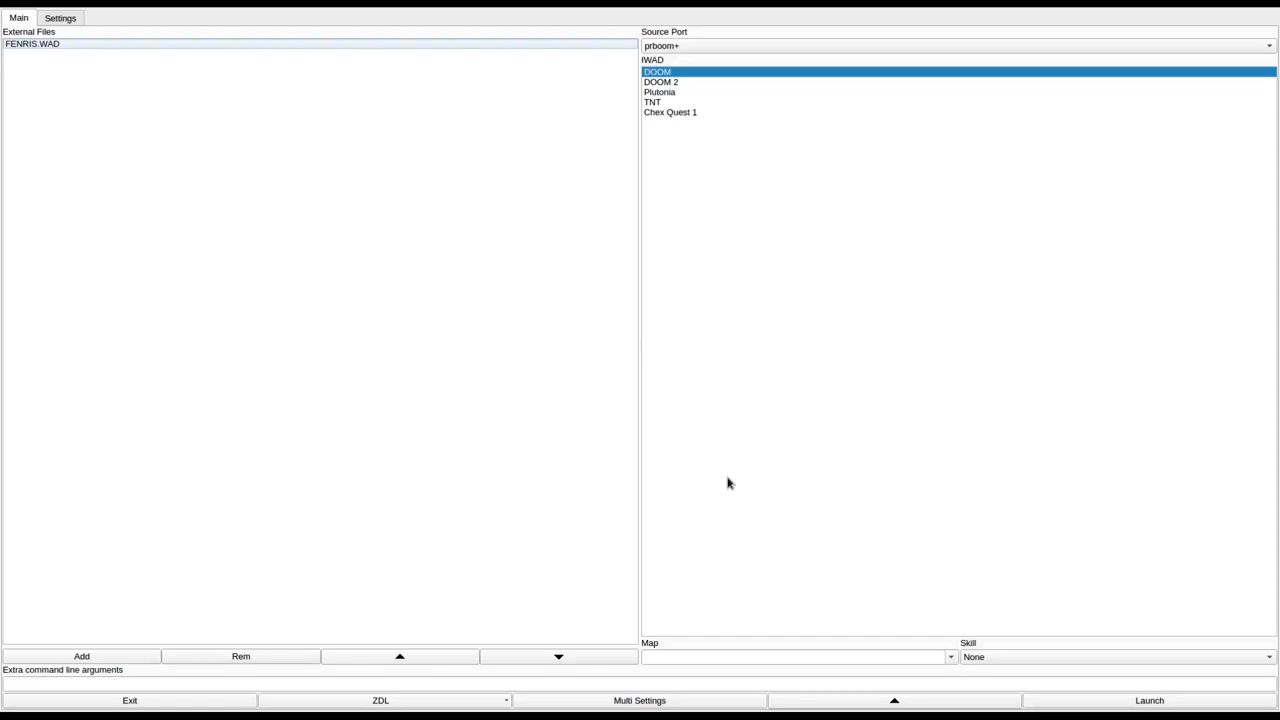 Main
Settings
External Files
FENRIS.WAD
Source Port
prboom+
IWAD
DOOM
DOOM 2
Plutonia
TNT
Chex Quest 1
Add
Rem
Map
Skill
None
Extra command line arguments
Exit
ZDL
Multi Settings
Launch